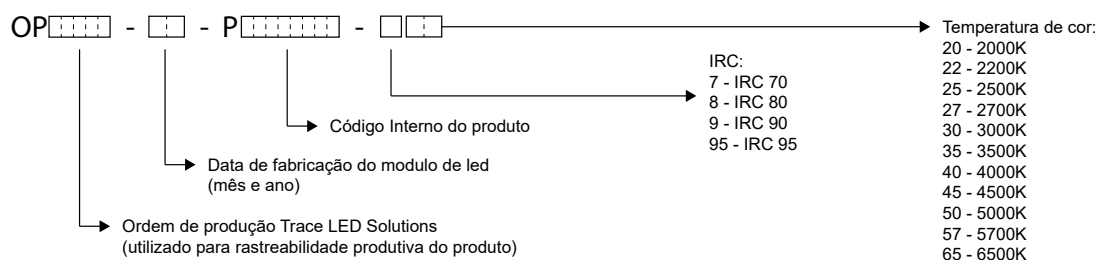 OP - - P -
Temperatura de cor:
20 - 2000K
22 - 2200K
25 - 2500K
27 - 2700K
30 - 3000K
35 - 3500K
40 - 4000K
45 - 4500K
50 - 5000K
57 - 5700K
65 - 6500K
IRC:
7 - IRC 70
8 - IRC 80
9 - IRC 90
95 - IRC 95
Código Interno do produto
Data de fabricação do modulo de led
(mês e ano)
Ordem de produção Trace LED Solutions
(utilizado para rastreabilidade produtiva do produto)